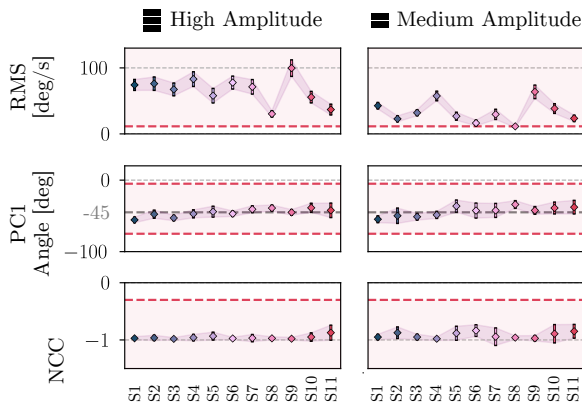 High Amplitude
Medium Amplitude
RMS
[deg/s]
100
0
PC1
Angle [deg]
0
-45
−100
NCC
0
−1
S1 S2 S3 S4 S5 S6 S7 S8 S9 S10 S11
S1 S2 S3 S4 S5 S6 S7 S8 S9 S10 S11